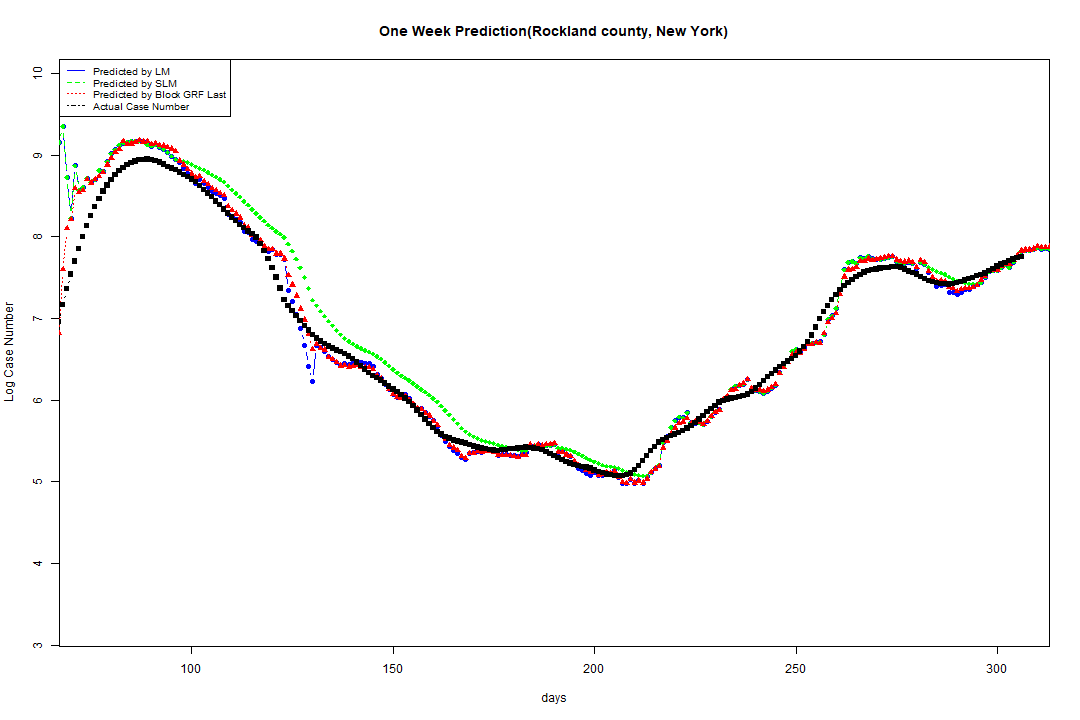 One Week Prediction(Rockland county, New York)
Predicted by LM
Predicted by SLM
Predicted by Block GRF Last
Actual Case Number
10
9
8
7
6
5
4
3
Log Case Number
100
150
200
250
300
days